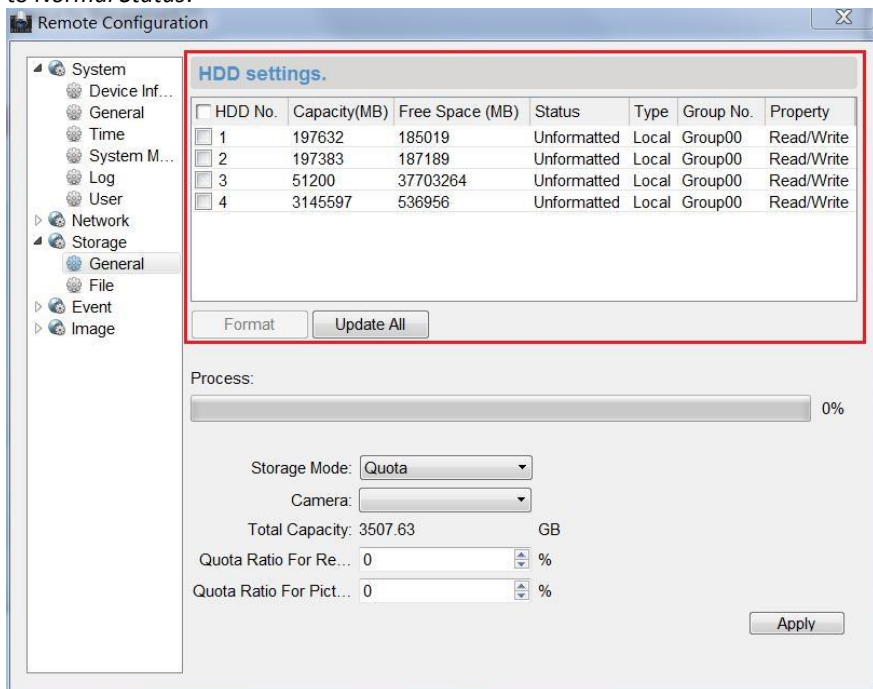 to Normal Status.
Remote Configuration
System
Device Inf...
General
Time
System M...
Log
User
Network
Storage
General
File
Event
Image
HDD settings.
HDD No. Capacity(MB) Free Space (MB) Status Type Group No. Property
1 197632 185019 Unformatted Local Group00 Read/Write
2 197383 187189 Unformatted Local Group00 Read/Write
3 51200 37703264 Unformatted Local Group00 Read/Write
4 3145597 536956 Unformatted Local Group00 Read/Write
Format Update All
Process:
0%
Storage Mode: Quota
Camera:
Total Capacity: 3507.63 GB
Quota Ratio For Re... 0 %
Quota Ratio For Pict... 0 %
Apply